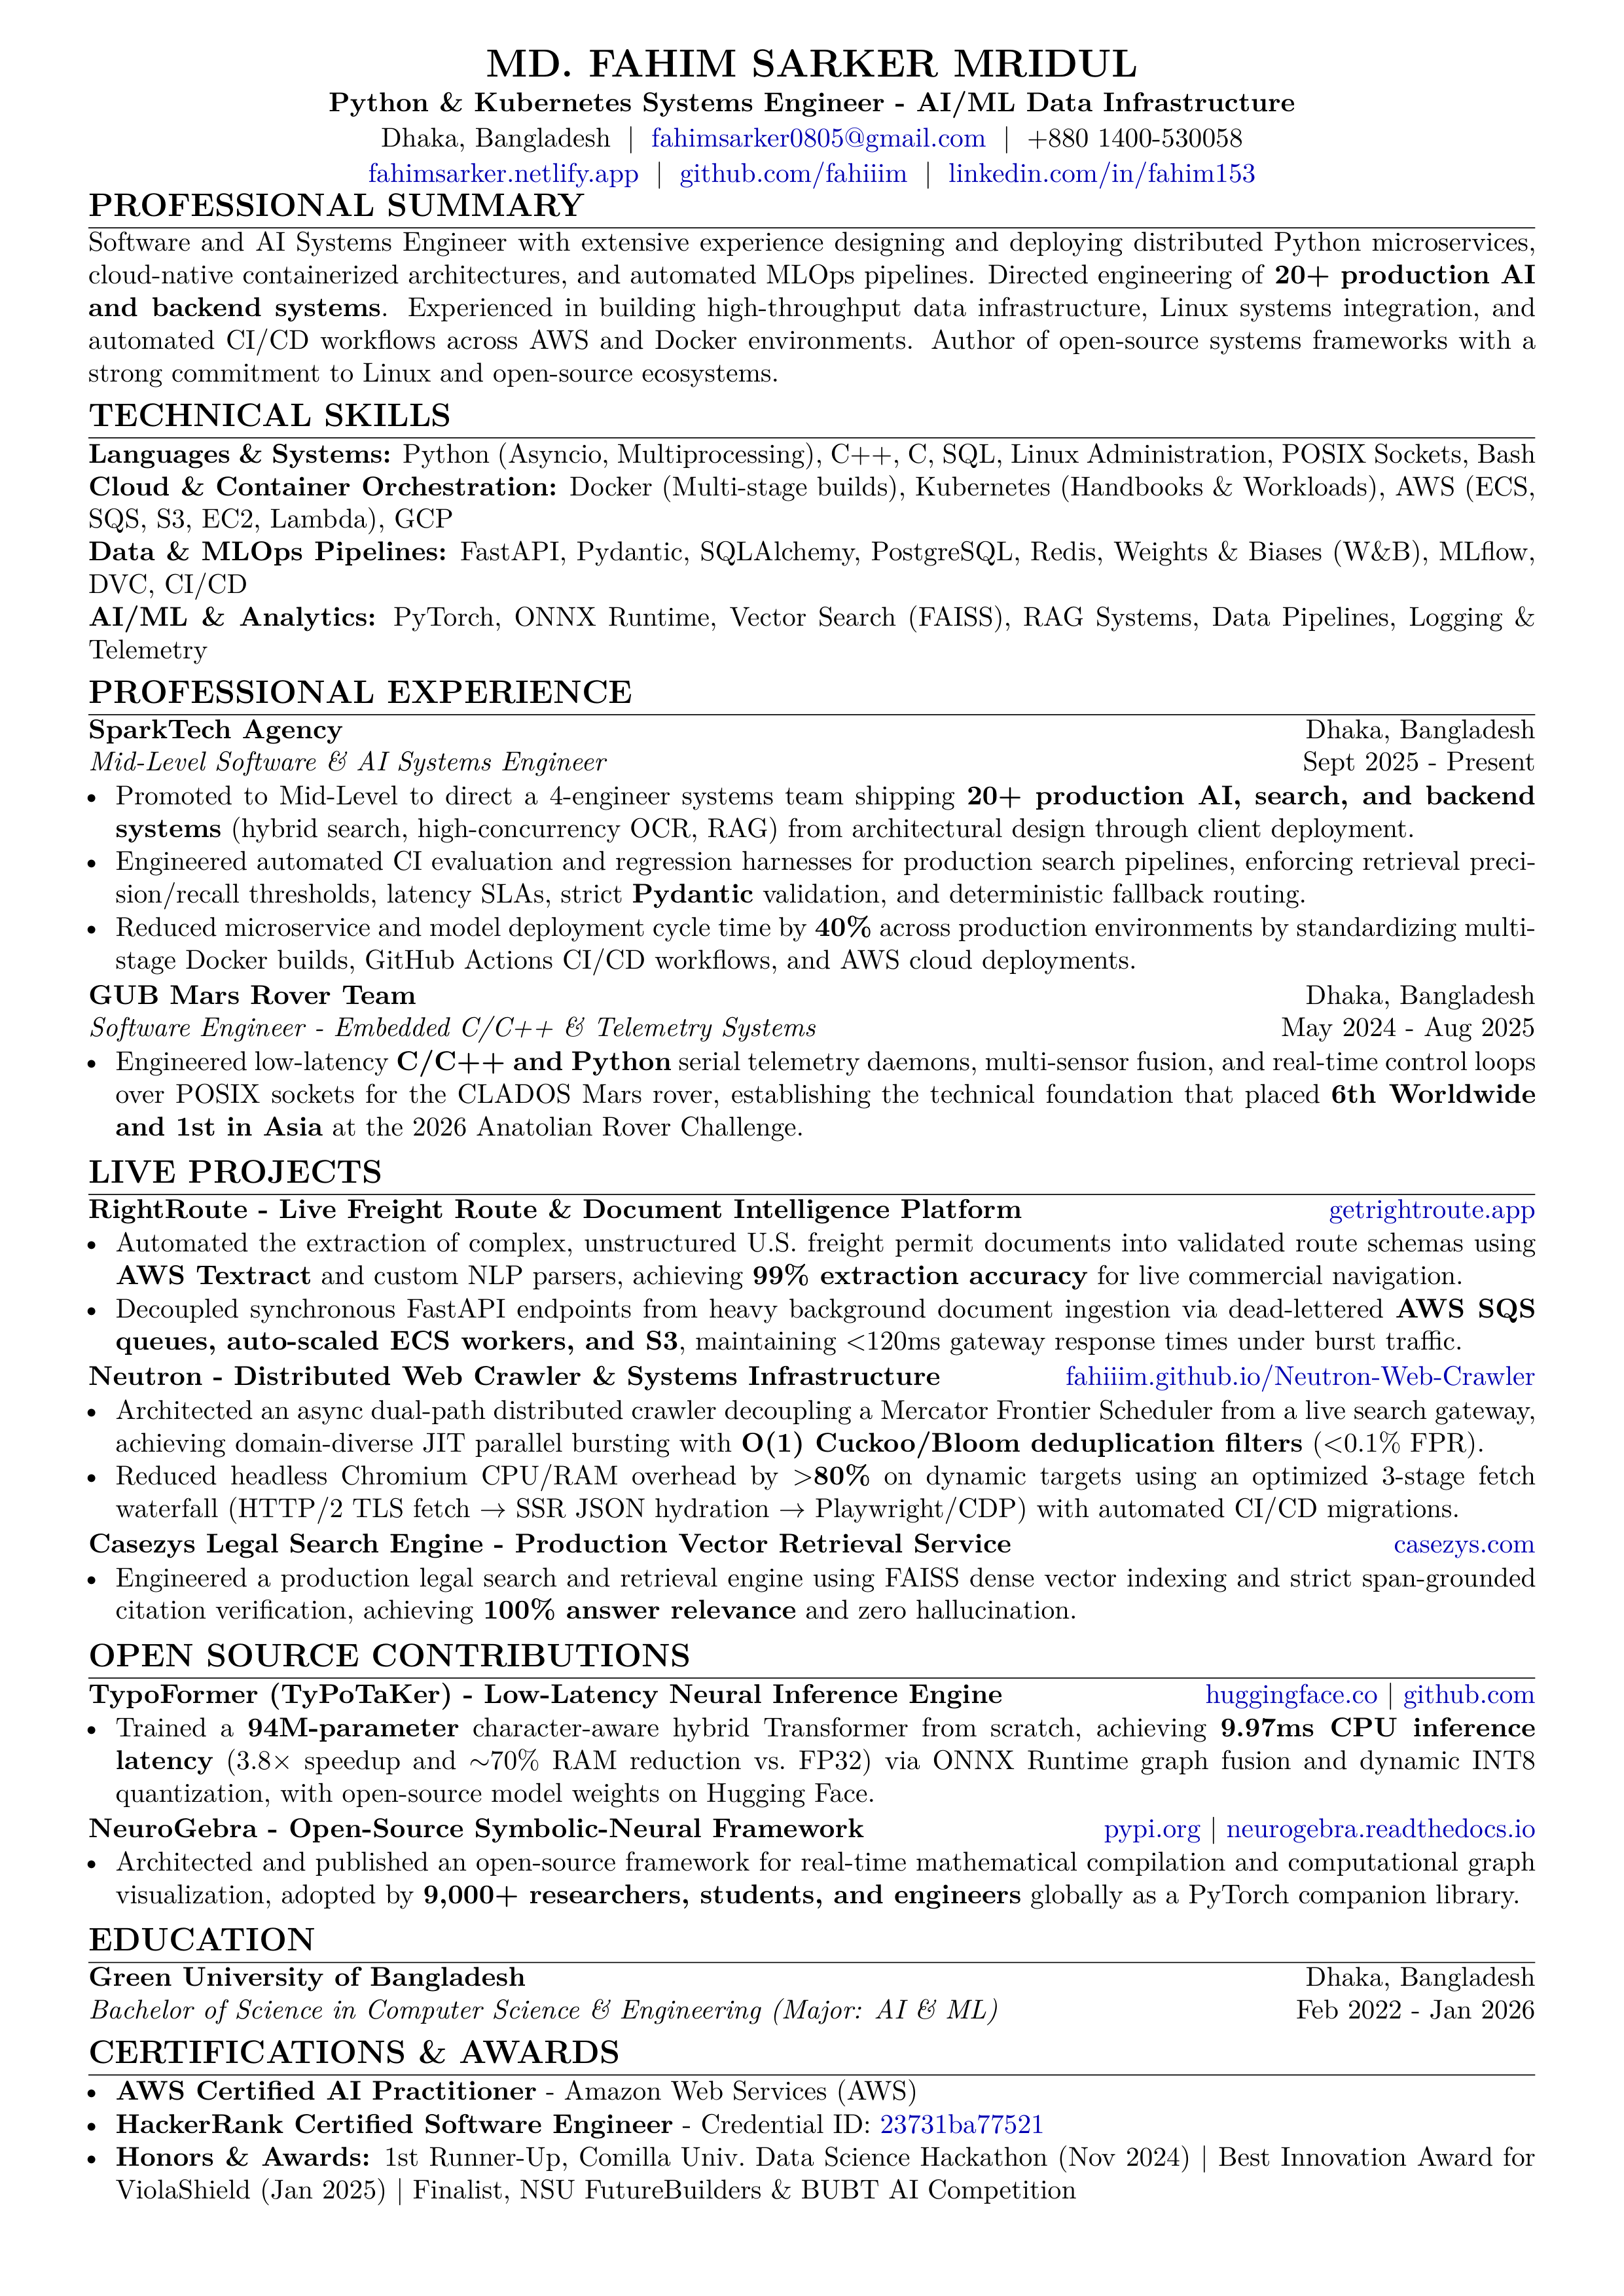 MD. FAHIM SARKER MRIDUL
Python & Kubernetes Systems Engineer - AI/ML Data Infrastructure
Dhaka, Bangladesh | fahimsarker0805@gmail.com | +880 1400-530058
fahimsarker.netlify.app | github.com/fahiiim | linkedin.com/in/fahim153
PROFESSIONAL SUMMARY
Software and AI Systems Engineer with extensive experience designing and deploying distributed Python microservices,
cloud-native containerized architectures, and automated MLOps pipelines. Directed engineering of 20+ production AI
and backend systems. Experienced in building high-throughput data infrastructure, Linux systems integration, and
automated CI/CD workflows across AWS and Docker environments. Author of open-source systems frameworks with a
strong commitment to Linux and open-source ecosystems.
TECHNICAL SKILLS
Languages & Systems: Python (Asyncio, Multiprocessing), C++, C, SQL, Linux Administration, POSIX Sockets, Bash
Cloud & Container Orchestration: Docker (Multi-stage builds), Kubernetes (Handbooks & Workloads), AWS (ECS,
SQS, S3, EC2, Lambda), GCP
Data & MLOps Pipelines: FastAPI, Pydantic, SQLAlchemy, PostgreSQL, Redis, Weights & Biases (W&B), MLflow,
DVC, CI/CD
AI/ML & Analytics: PyTorch, ONNX Runtime, Vector Search (FAISS), RAG Systems, Data Pipelines, Logging &
Telemetry
PROFESSIONAL EXPERIENCE
SparkTech Agency Dhaka, Bangladesh
Mid-Level Software & AI Systems Engineer Sept 2025 - Present
• Promoted to Mid-Level to direct a 4-engineer systems team shipping 20+ production AI, search, and backend
systems (hybrid search, high-concurrency OCR, RAG) from architectural design through client deployment.
• Engineered automated CI evaluation and regression harnesses for production search pipelines, enforcing retrieval preci-
sion/recall thresholds, latency SLAs, strict Pydantic validation, and deterministic fallback routing.
• Reduced microservice and model deployment cycle time by 40% across production environments by standardizing multi-
stage Docker builds, GitHub Actions CI/CD workflows, and AWS cloud deployments.
GUB Mars Rover Team Dhaka, Bangladesh
Software Engineer - Embedded C/C++ & Telemetry Systems May 2024 - Aug 2025
• Engineered low-latency C/C++ and Python serial telemetry daemons, multi-sensor fusion, and real-time control loops
over POSIX sockets for the CLADOS Mars rover, establishing the technical foundation that placed 6th Worldwide
and 1st in Asia at the 2026 Anatolian Rover Challenge.
LIVE PROJECTS
RightRoute - Live Freight Route & Document Intelligence Platform getrightroute.app
• Automated the extraction of complex, unstructured U.S. freight permit documents into validated route schemas using
AWS Textract and custom NLP parsers, achieving 99% extraction accuracy for live commercial navigation.
• Decoupled synchronous FastAPI endpoints from heavy background document ingestion via dead-lettered AWS SQS
queues, auto-scaled ECS workers, and S3, maintaining <120ms gateway response times under burst traffic.
Neutron - Distributed Web Crawler & Systems Infrastructure fahiiim.github.io/Neutron-Web-Crawler
• Architected an async dual-path distributed crawler decoupling a Mercator Frontier Scheduler from a live search gateway,
achieving domain-diverse JIT parallel bursting with O(1) Cuckoo/Bloom deduplication filters (<0.1% FPR).
• Reduced headless Chromium CPU/RAM overhead by >80% on dynamic targets using an optimized 3-stage fetch
waterfall (HTTP/2 TLS fetch → SSR JSON hydration → Playwright/CDP) with automated CI/CD migrations.
Casezys Legal Search Engine - Production Vector Retrieval Service casezys.com
• Engineered a production legal search and retrieval engine using FAISS dense vector indexing and strict span-grounded
citation verification, achieving 100% answer relevance and zero hallucination.
OPEN SOURCE CONTRIBUTIONS
TypoFormer (TyPoTaKer) - Low-Latency Neural Inference Engine huggingface.co | github.com
• Trained a 94M-parameter character-aware hybrid Transformer from scratch, achieving 9.97ms CPU inference
latency (3.8× speedup and ∼70% RAM reduction vs. FP32) via ONNX Runtime graph fusion and dynamic INT8
quantization, with open-source model weights on Hugging Face.
NeuroGebra - Open-Source Symbolic-Neural Framework pypi.org | neurogebra.readthedocs.io
• Architected and published an open-source framework for real-time mathematical compilation and computational graph
visualization, adopted by 9,000+ researchers, students, and engineers globally as a PyTorch companion library.
EDUCATION
Green University of Bangladesh Dhaka, Bangladesh
Bachelor of Science in Computer Science & Engineering (Major: AI & ML) Feb 2022 - Jan 2026
CERTIFICATIONS & AWARDS
• AWS Certified AI Practitioner - Amazon Web Services (AWS)
• HackerRank Certified Software Engineer - Credential ID: 23731ba77521
• Honors & Awards: 1st Runner-Up, Comilla Univ. Data Science Hackathon (Nov 2024) | Best Innovation Award for
ViolaShield (Jan 2025) | Finalist, NSU FutureBuilders & BUBT AI Competition